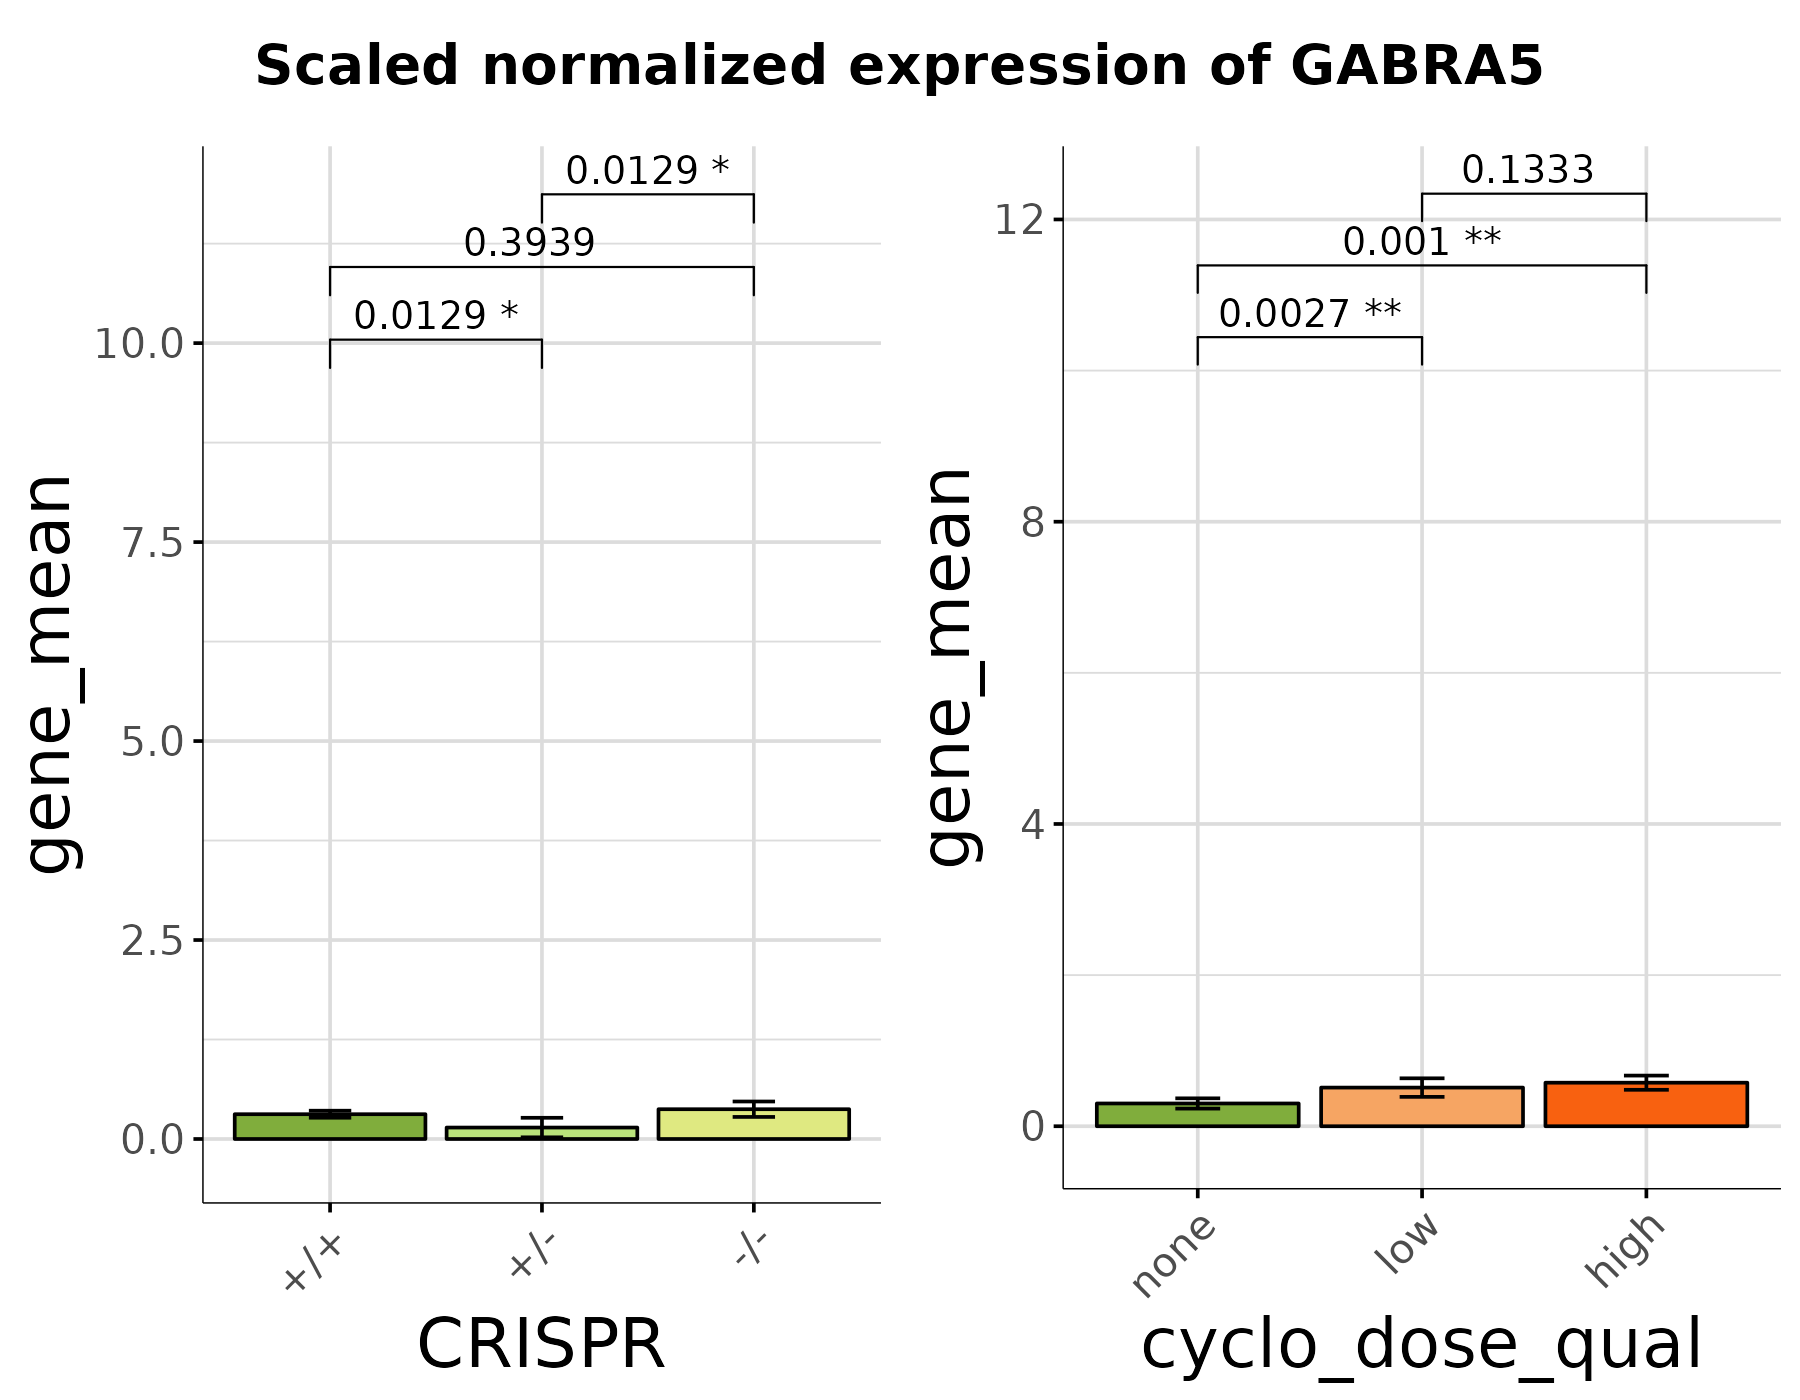 Scaled normalized expression of GABRA5
gene_mean
10.0
7.5
5.0
2.5
0.0
0.0129 *
0.3939
0.0129 *
+/+
+/-
-/-
CRISPR
gene_mean
12
8
4
0
0.1333
0.001 **
0.0027 **
none
low
high
cyclo_dose_qual